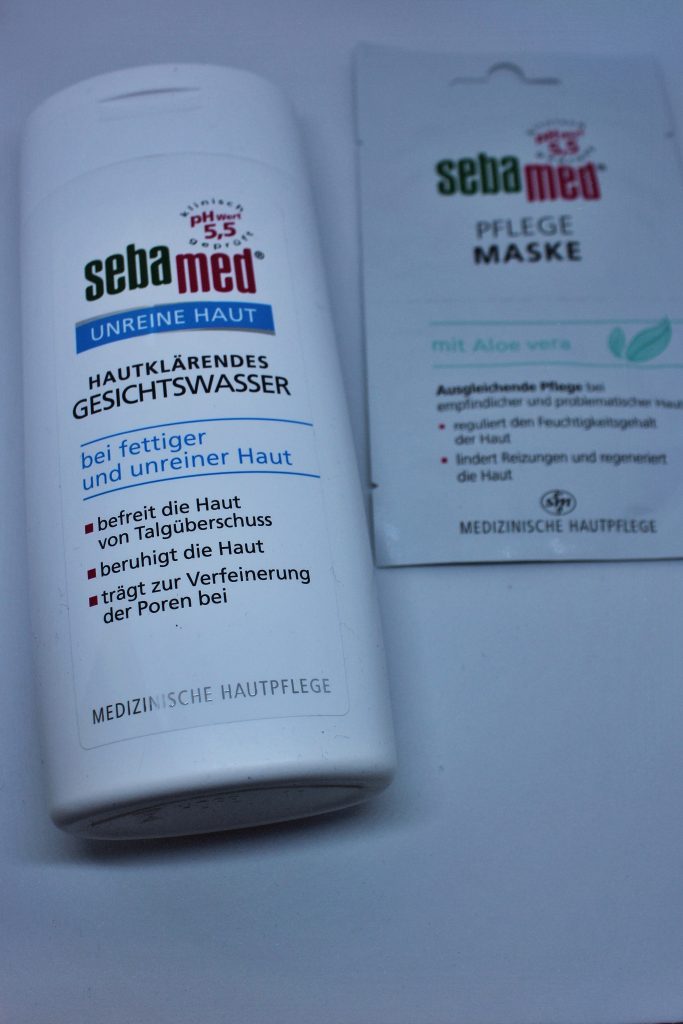 klinisch
pH Wert
5,5
geprüft
sebamed®
UNREINE HAUT
HAUTKLÄRENDES
GESICHTSWASSER
bei fettiger
und unreiner Haut
befreit die Haut
von Talgüberschuss
beruhigt die Haut
trägt zur Verfeinerung
der Poren bei
MEDIZINISCHE HAUTPFLEGE
pH Wert
5,5
sebamed®
PFLEGE
MASKE
mit Aloe vera
Ausgleichende Pflege bei
empfindlicher und problematischer Haut
reguliert den Feuchtigkeitsgehalt
der Haut
lindert Reizungen und regeneriert
die Haut
MEDIZINISCHE HAUTPFLEGE